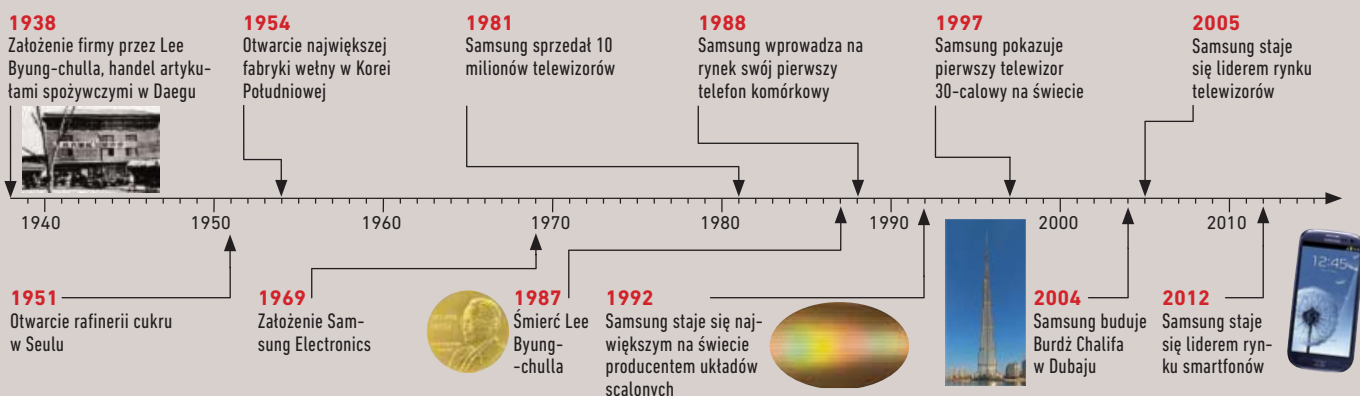 1938
Założenie firmy przez Lee
Byung-chulla, handel artyku-
łami spożywczymi w Daegu
1954
Otwarcie największej
fabryki wełny w Korei
Południowej
1981
Samsung sprzedał 10
milionów telewizorów
1988
Samsung wprowadza na
rynek swój pierwszy
telefon komórkowy
1997
Samsung pokazuje
pierwszy telewizor
30-calowy na świecie
2005
Samsung staje
się liderem rynku
telewizorów
1940 1950 1960 1970 1980 1990 2000 2010
1951
Otwarcie rafinerii cukru
w Seulu
1969
Założenie Sam-
sung Electronics
1987
Śmierć Lee
Byung-
-chulla
1992
Samsung staje się naj-
większym na świecie
producentem układów
scalonych
2004
Samsung buduje
Burdż Chalifa
w Dubaju
2012
Samsung staje
się liderem ryn-
ku smartfonów
12:45